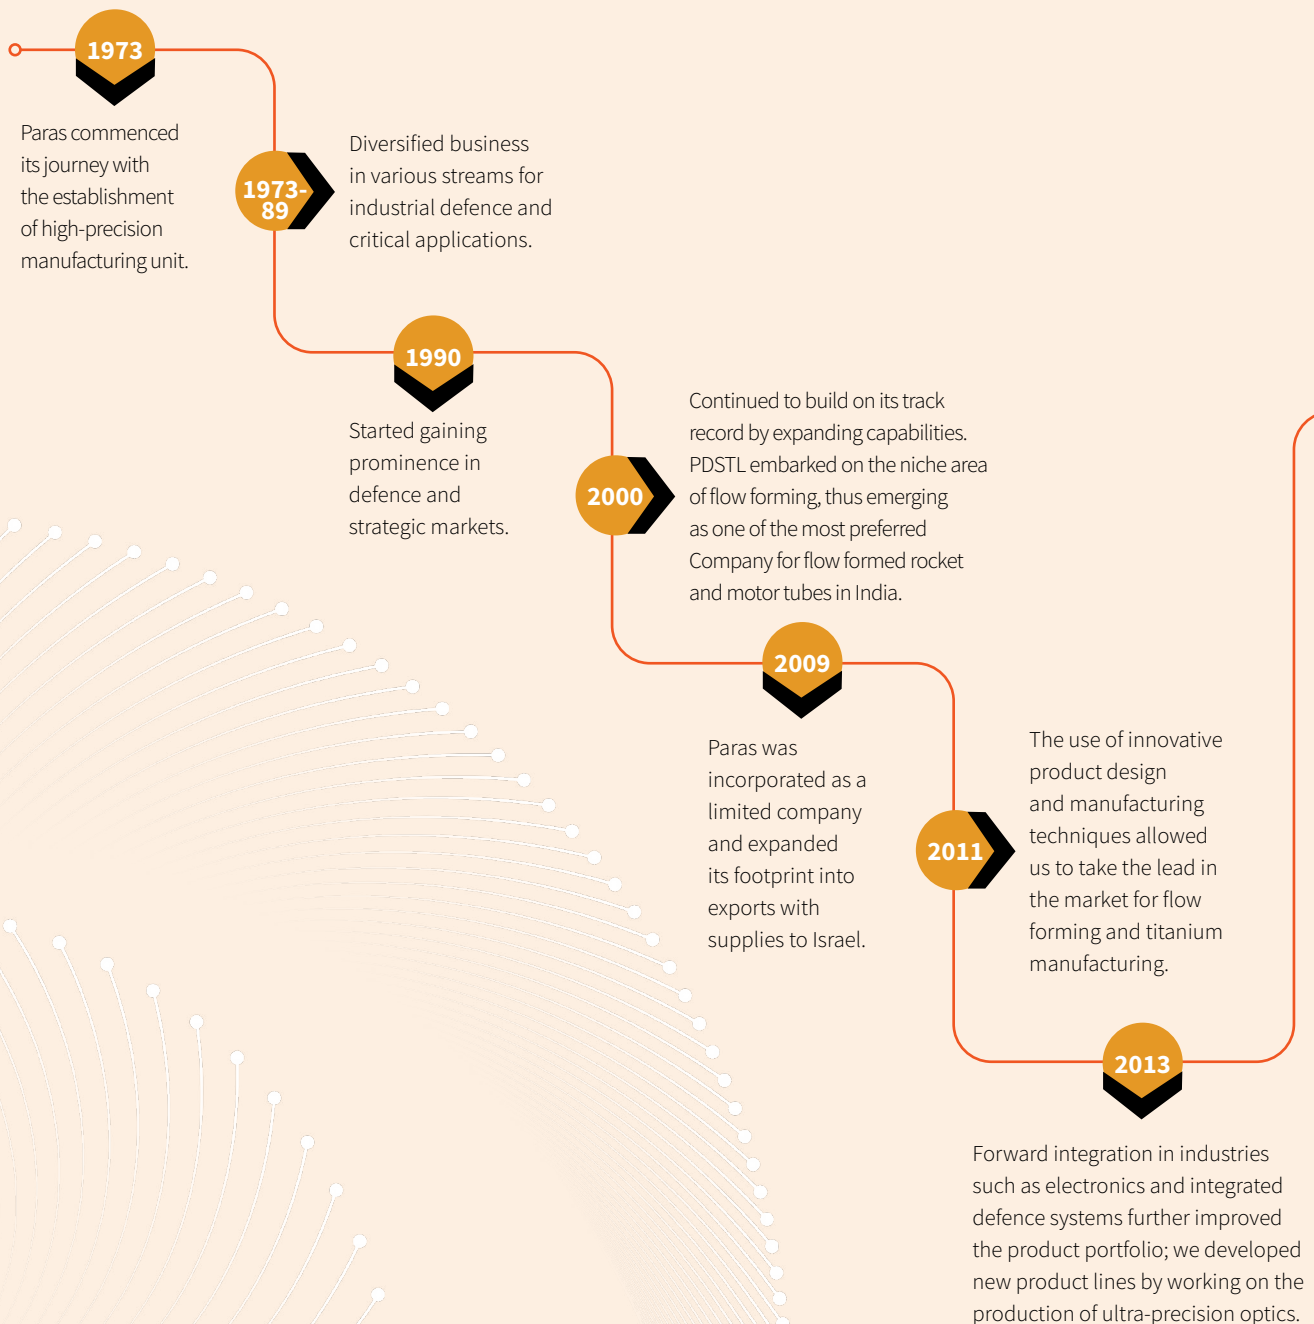 1973
Paras commenced
its journey with
the establishment
of high-precision
manufacturing unit.
1973-
89
Diversified business
in various streams for
industrial defence and
critical applications.
1990
Started gaining
prominence in
defence and
strategic markets.
2000
Continued to build on its track
record by expanding capabilities.
PDSTL embarked on the niche area
of flow forming, thus emerging
as one of the most preferred
Company for flow formed rocket
and motor tubes in India.
2009
Paras was
incorporated as a
limited company
and expanded
its footprint into
exports with
supplies to Israel.
2011
The use of innovative
product design
and manufacturing
techniques allowed
us to take the lead in
the market for flow
forming and titanium
manufacturing.
2013
Forward integration in industries
such as electronics and integrated
defence systems further improved
the product portfolio; we developed
new product lines by working on the
production of ultra-precision optics.